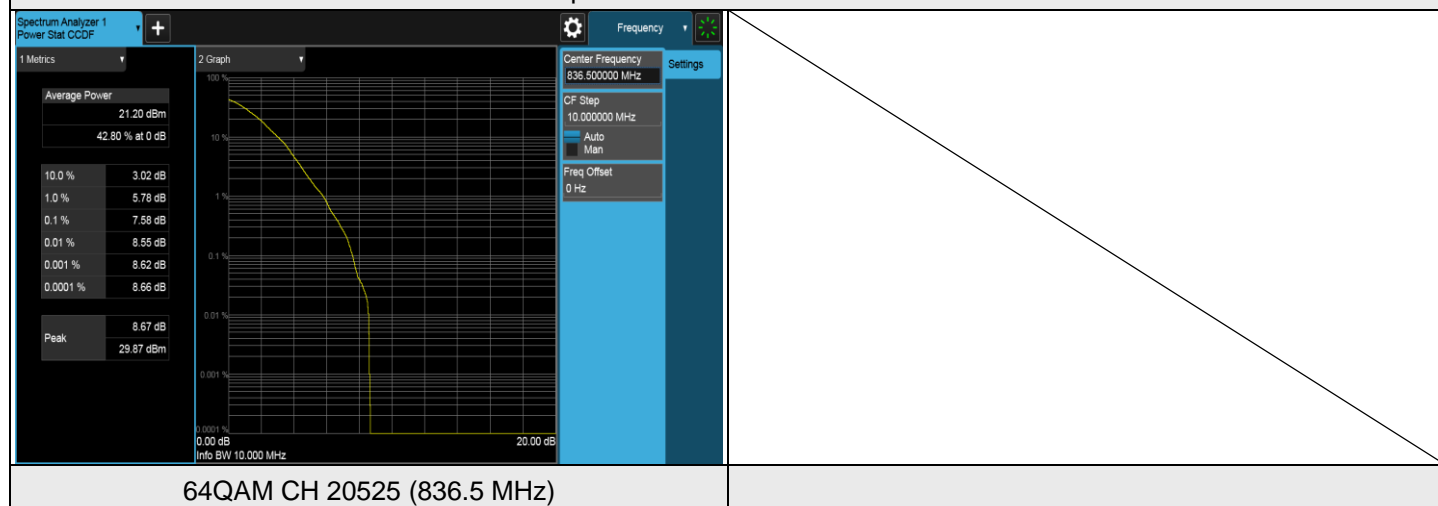 Spectrum Analyzer 1
Power Stat CCDF
+
Frequency
1 Metrics
2 Graph
Center Frequency
836.500000 MHz
Settings
CF Step
10.000000 MHz
Auto
Man
Freq Offset
0 Hz
Average Power
21.20 dBm
42.80 % at 0 dB
10.0 % 3.02 dB
1.0 % 5.78 dB
0.1 % 7.58 dB
0.01 % 8.55 dB
0.001 % 8.62 dB
0.0001 % 8.66 dB
Peak
8.67 dB
29.87 dBm
100 %
10 %
1 %
0.1 %
0.01 %
0.001 %
0.0001 %
0.00 dB 20.00 dB
Info BW 10.000 MHz
64QAM CH 20525 (836.5 MHz)